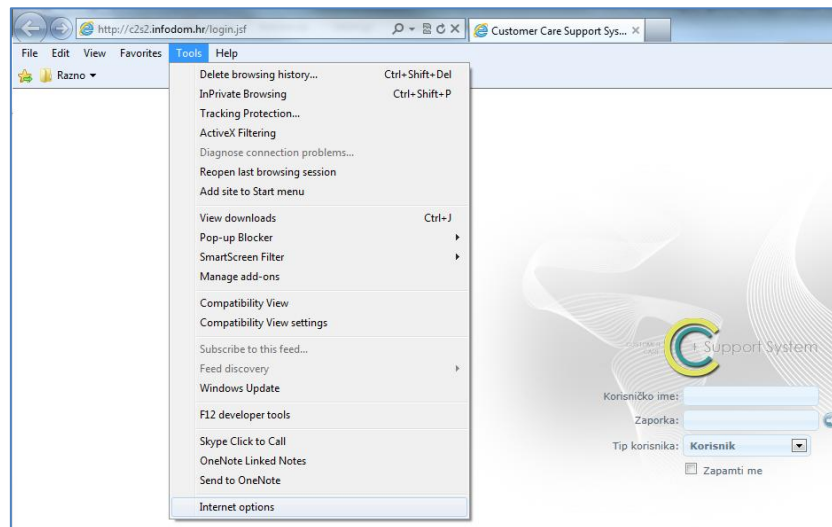 http://c2s2.infodom.hr/login.jsf
Customer Care Support Sys...
File Edit View Favorites Tools Help
Razno
Delete browsing history... Ctrl+Shift+Del
InPrivate Browsing Ctrl+Shift+P
Tracking Protection...
ActiveX Filtering
Diagnose connection problems...
Reopen last browsing session
Add site to Start menu
View downloads Ctrl+J
Pop-up Blocker
SmartScreen Filter
Manage add-ons
Compatibility View
Compatibility View settings
Subscribe to this feed...
Feed discovery
Windows Update
F12 developer tools
Skype Click to Call
OneNote Linked Notes
Send to OneNote
Internet options
+ Support System
Korisničko ime:
Zaporka:
Tip korisnika: Korisnik
Zapamti me